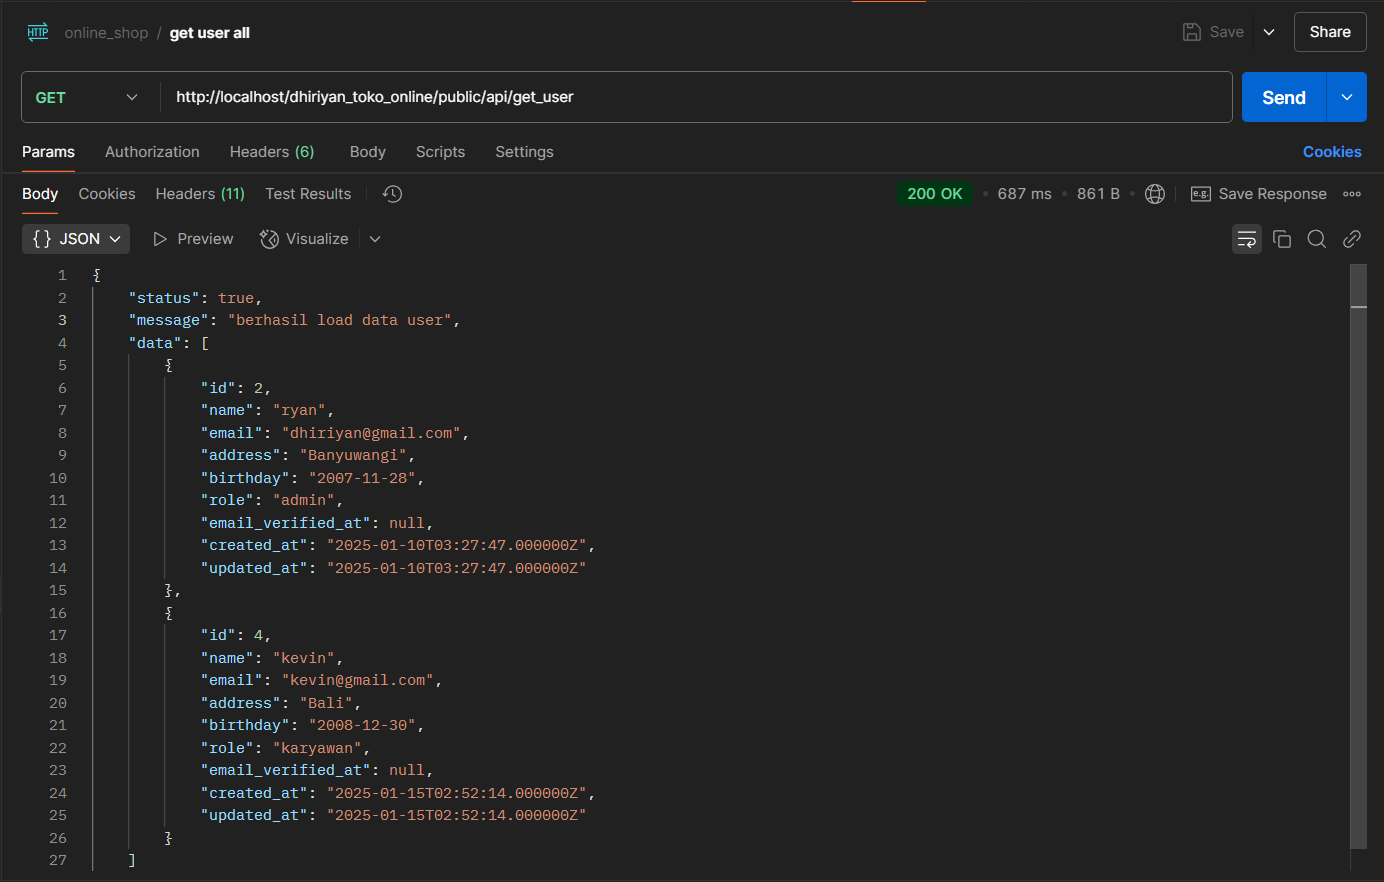 HTTP online_shop / get user all Save Share
GET http://localhost/dhiriyan_toko_online/public/api/get_user Send
Params Authorization Headers (6) Body Scripts Settings Cookies
Body Cookies Headers (11) Test Results 200 OK • 687 ms • 861 B • e.g. Save Response
{} JSON Preview Visualize
1 {
2 "status": true,
3 "message": "berhasil load data user",
4 "data": [
5 {
6 "id": 2,
7 "name": "ryan",
8 "email": "dhiriyan@gmail.com",
9 "address": "Banyuwangi",
10 "birthday": "2007-11-28",
11 "role": "admin",
12 "email_verified_at": null,
13 "created_at": "2025-01-10T03:27:47.000000Z",
14 "updated_at": "2025-01-10T03:27:47.000000Z"
15 },
16 {
17 "id": 4,
18 "name": "kevin",
19 "email": "kevin@gmail.com",
20 "address": "Bali",
21 "birthday": "2008-12-30",
22 "role": "karyawan",
23 "email_verified_at": null,
24 "created_at": "2025-01-15T02:52:14.000000Z",
25 "updated_at": "2025-01-15T02:52:14.000000Z"
26 }
27 ]